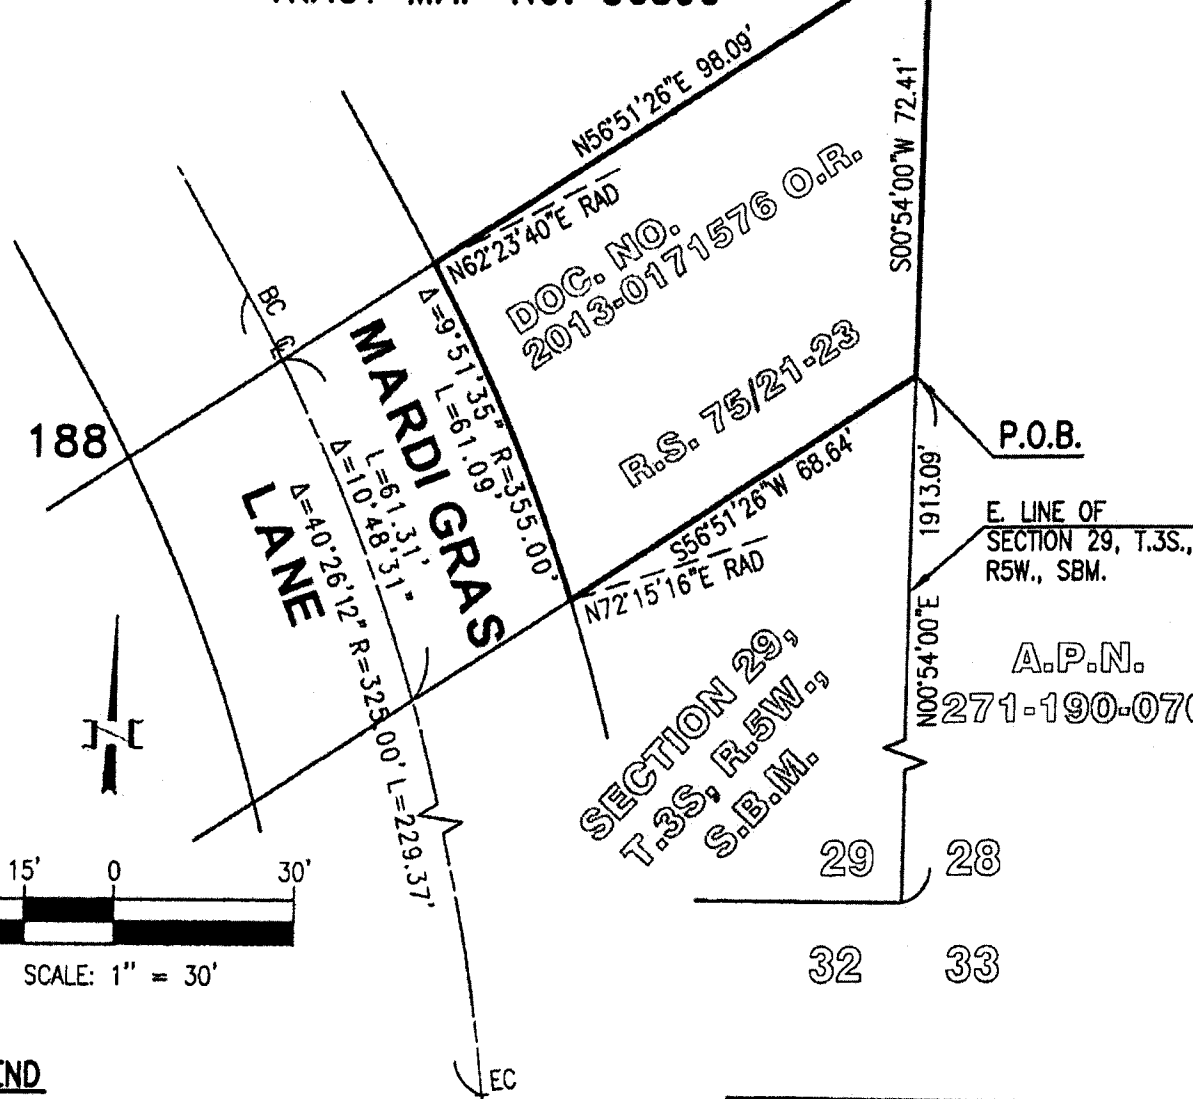 N56°51'26"E 98.09'
S00°54'00"W 72.41'
N62°23'40"E RAD
DOC. NO.
2013-0171576 O.R.
BC
℄
Δ=9°51'35" R=355.00'
L=61.09'
MARDI GRAS
LANE
R.S. 75/21-23
188
L=61.31'
Δ=10°48'31"
Δ=40°26'12" R=325.00' L=229.37'
S56°51'26"W 68.64'
N72°15'16"E RAD
P.O.B.
N00°54'00"E 1913.09'
E. LINE OF
SECTION 29, T.3S.,
R5W., SBM.
A.P.N.
271-190-070
SECTION 29,
T.3S, R.5W.,
S.B.M.
29 28
32 33
15' 0 30'
SCALE: 1" = 30'
EC